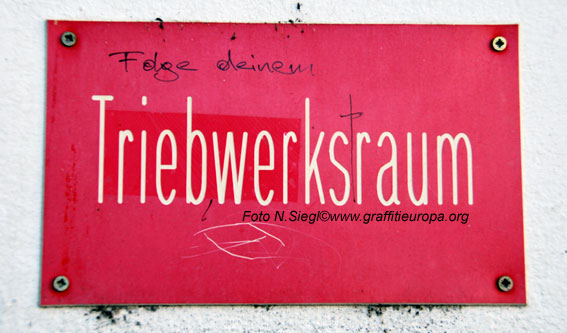 Folge deinem
Triebwerksraum
Foto N.Siegl©www.graffitieuropa.org